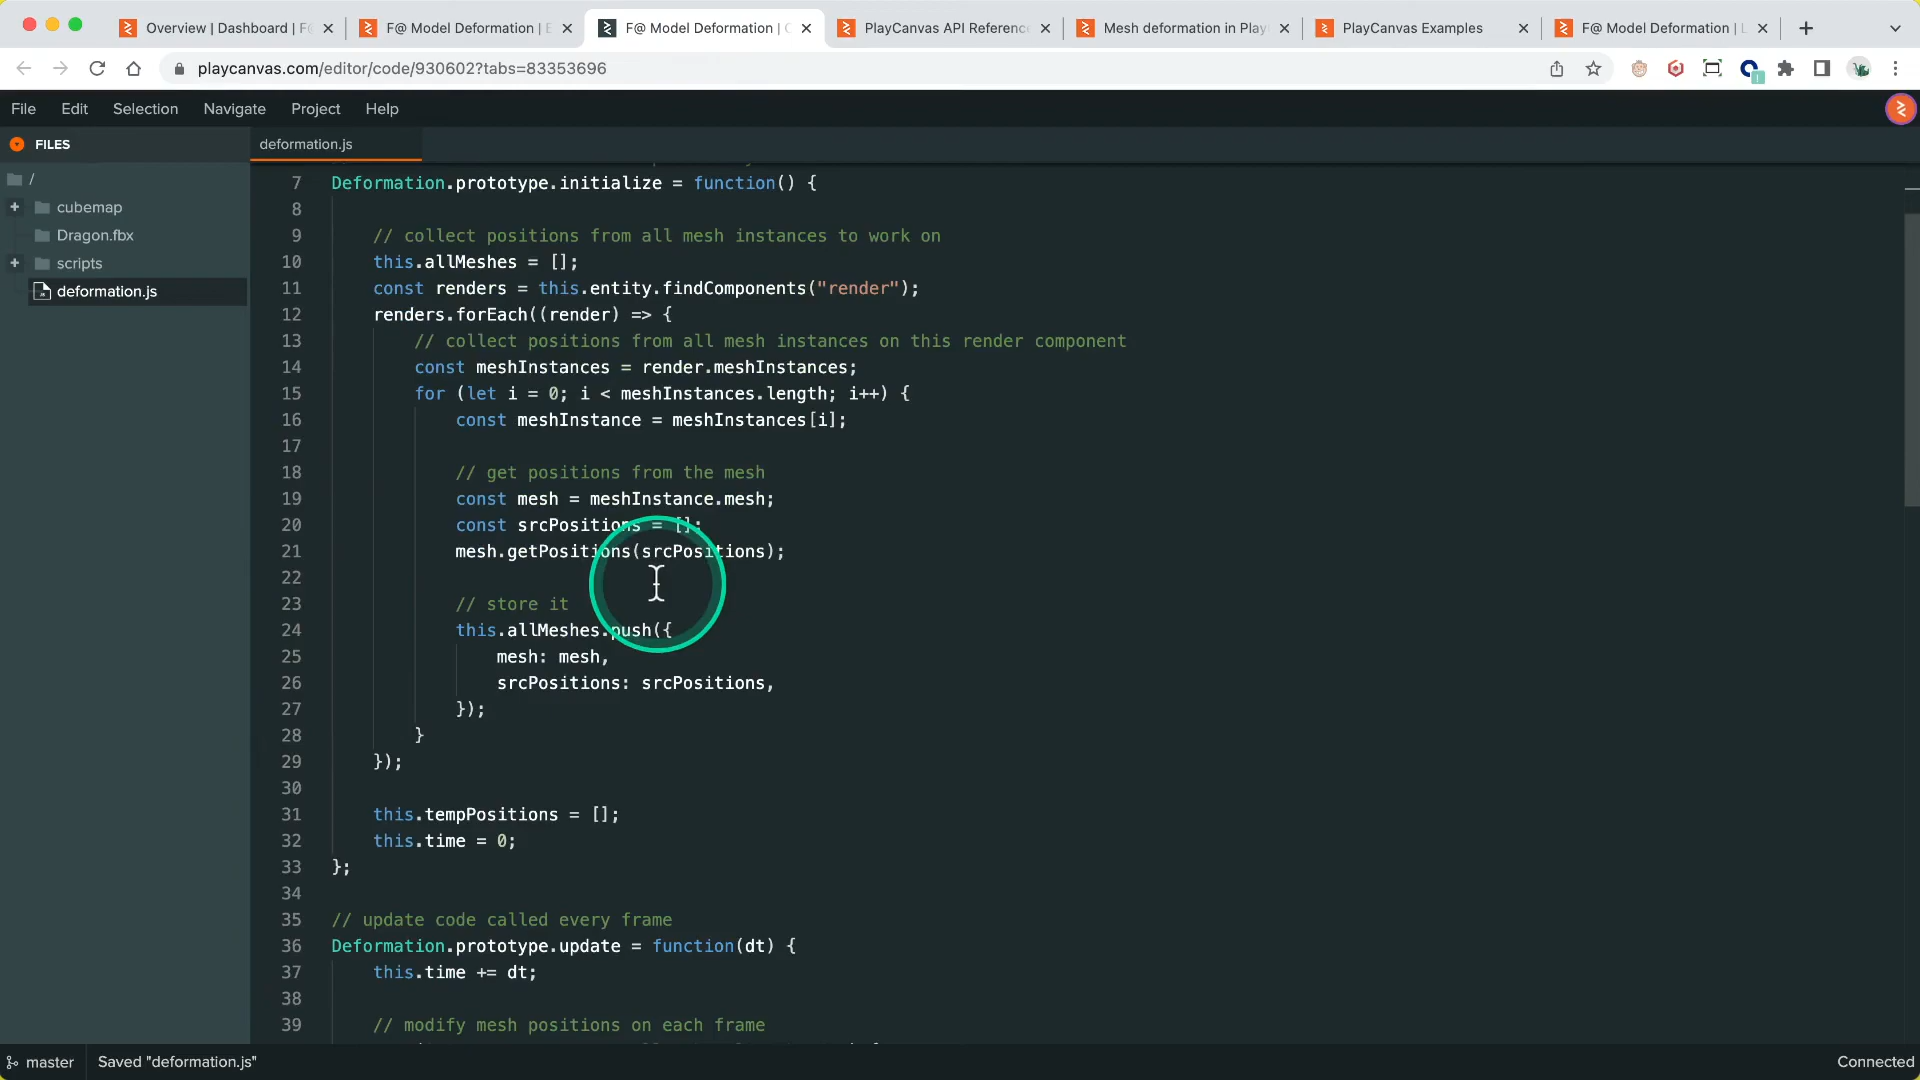 Overview | Dashboard | F@
F@ Model Deformation | E
F@ Model Deformation | C
PlayCanvas API Reference
Mesh deformation in Play
PlayCanvas Examples
F@ Model Deformation | L
playcanvas.com/editor/code/930602?tabs=83353696
File Edit Selection Navigate Project Help
FILES
deformation.js
/
cubemap
Dragon.fbx
scripts
deformation.js
7 Deformation.prototype.initialize = function() {
8
9 // collect positions from all mesh instances to work on
10 this.allMeshes = [];
11 const renders = this.entity.findComponents("render");
12 renders.forEach((render) => {
13 // collect positions from all mesh instances on this render component
14 const meshInstances = render.meshInstances;
15 for (let i = 0; i < meshInstances.length; i++) {
16 const meshInstance = meshInstances[i];
17
18 // get positions from the mesh
19 const mesh = meshInstance.mesh;
20 const srcPositions = [];
21 mesh.getPositions(srcPositions);
22
23 // store it
24 this.allMeshes.push({
25 mesh: mesh,
26 srcPositions: srcPositions,
27 });
28 }
29 });
30
31 this.tempPositions = [];
32 this.time = 0;
33 };
34
35 // update code called every frame
36 Deformation.prototype.update = function(dt) {
37 this.time += dt;
38
39 // modify mesh positions on each frame
master
Saved "deformation.js"
Connected